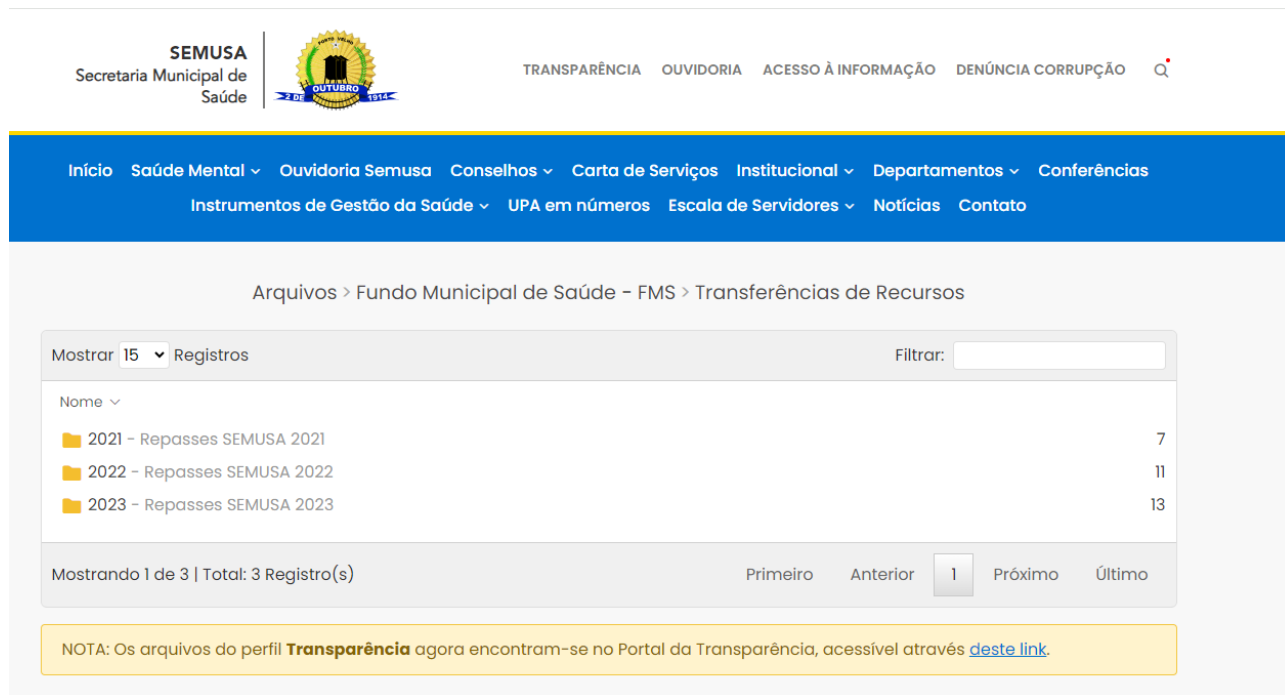 SEMUSA
Secretaria Municipal de
Saúde
PORTO VELHO
2 DE OUTUBRO 1914
TRANSPARÊNCIA OUVIDORIA ACESSO À INFORMAÇÃO DENÚNCIA CORRUPÇÃO
Início Saúde Mental Ouvidoria Semusa Conselhos Carta de Serviços Institucional Departamentos Conferências
Instrumentos de Gestão da Saúde UPA em números Escala de Servidores Notícias Contato
Arquivos > Fundo Municipal de Saúde - FMS > Transferências de Recursos
Mostrar 15 Registros Filtrar:
Nome
2021 - Repasses SEMUSA 2021 7
2022 - Repasses SEMUSA 2022 11
2023 - Repasses SEMUSA 2023 13
Mostrando 1 de 3 | Total: 3 Registro(s) Primeiro Anterior 1 Próximo Último
NOTA: Os arquivos do perfil Transparência agora encontram-se no Portal da Transparência, acessível através deste link.